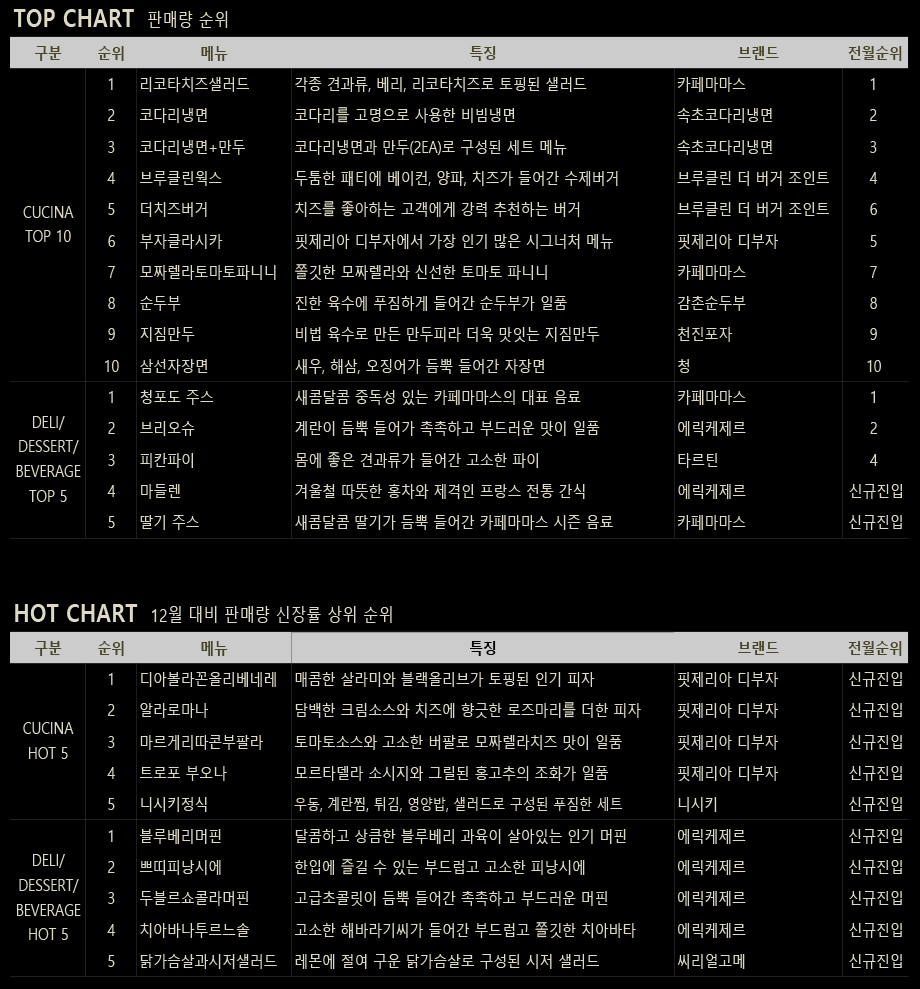 TOP CHART 판매량 순위
구분 순위 메뉴 특징 브랜드 전월순위
CUCINA
TOP 10
1 리코타치즈샐러드 각종 견과류, 베리, 리코타치즈로 토핑된 샐러드 카페마마스 1
2 코다리냉면 코다리를 고명으로 사용한 비빔냉면 속초코다리냉면 2
3 코다리냉면+만두 코다리냉면과 만두(2EA)로 구성된 세트 메뉴 속초코다리냉면 3
4 브루클린웍스 두툼한 패티에 베이컨, 양파, 치즈가 들어간 수제버거 브루클린 더 버거 조인트 4
5 더치즈버거 치즈를 좋아하는 고객에게 강력 추천하는 버거 브루클린 더 버거 조인트 6
6 부자클라시카 핏제리아 디부자에서 가장 인기 많은 시그너처 메뉴 핏제리아 디부자 5
7 모짜렐라토마토파니니 쫄깃한 모짜렐라와 신선한 토마토 파니니 카페마마스 7
8 순두부 진한 육수에 푸짐하게 들어간 순두부가 일품 감촌순두부 8
9 지짐만두 비법 육수로 만든 만두피라 더욱 맛잇는 지짐만두 천진포자 9
10 삼선자장면 새우, 해삼, 오징어가 듬뿍 들어간 자장면 청 10
DELI/
DESSERT/
BEVERAGE
TOP 5
1 청포도 주스 새콤달콤 중독성 있는 카페마마스의 대표 음료 카페마마스 1
2 브리오슈 계란이 듬뿍 들어가 촉촉하고 부드러운 맛이 일품 에릭케제르 2
3 피칸파이 몸에 좋은 견과류가 들어간 고소한 파이 타르틴 4
4 마들렌 겨울철 따뜻한 홍차와 제격인 프랑스 전통 간식 에릭케제르 신규진입
5 딸기 주스 새콤달콤 딸기가 듬뿍 들어간 카페마마스 시즌 음료 카페마마스 신규진입
HOT CHART 12월 대비 판매량 신장률 상위 순위
구분 순위 메뉴 특징 브랜드 전월순위
CUCINA
HOT 5
1 디아볼라꼰올리베네레 매콤한 살라미와 블랙올리브가 토핑된 인기 피자 핏제리아 디부자 신규진입
2 알라로마나 담백한 크림소스와 치즈에 향긋한 로즈마리를 더한 피자 핏제리아 디부자 신규진입
3 마르게리따콘부팔라 토마토소스와 고소한 버팔로 모짜렐라치즈 맛이 일품 핏제리아 디부자 신규진입
4 트로포 부오나 모르타델라 소시지와 그릴된 홍고추의 조화가 일품 핏제리아 디부자 신규진입
5 니시키정식 우동, 계란찜, 튀김, 영양밥, 샐러드로 구성된 푸짐한 세트 니시키 신규진입
DELI/
DESSERT/
BEVERAGE
HOT 5
1 블루베리머핀 달콤하고 상큼한 블루베리 과육이 살아있는 인기 머핀 에릭케제르 신규진입
2 쁘띠피낭시에 한입에 즐길 수 있는 부드럽고 고소한 피낭시에 에릭케제르 신규진입
3 두블르쇼콜라머핀 고급초콜릿이 듬뿍 들어간 촉촉하고 부드러운 머핀 에릭케제르 신규진입
4 치아바나투르느솔 고소한 해바라기씨가 들어간 부드럽고 쫄깃한 치아바타 에릭케제르 신규진입
5 닭가슴살과시저샐러드 레몬에 절여 구운 닭가슴살로 구성된 시저 샐러드 씨리얼고메 신규진입